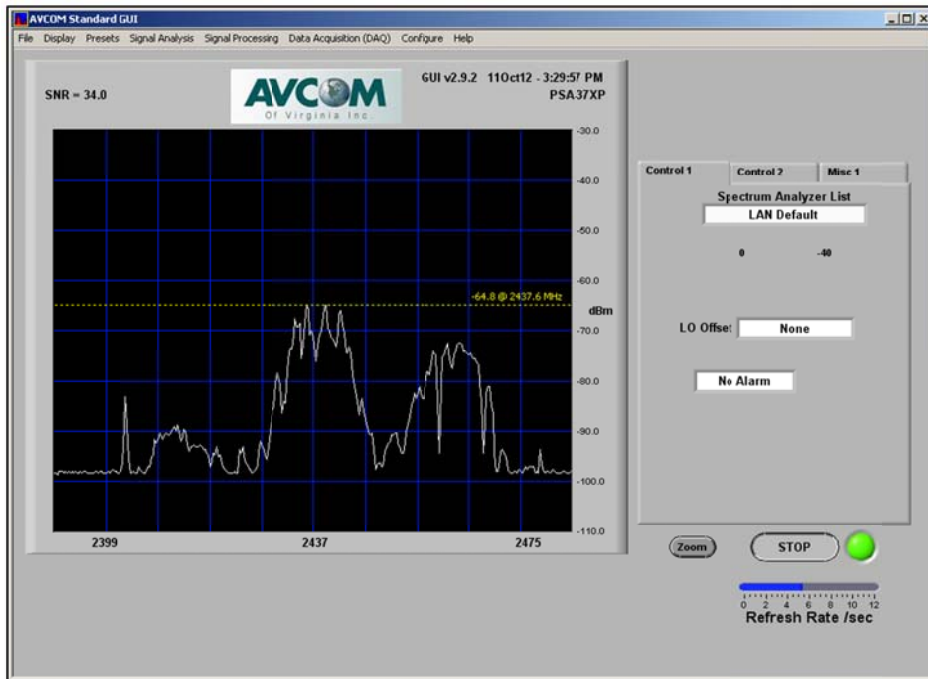 AVCOM Standard GUI
File Display Presets Signal Analysis Signal Processing Data Acquisition (DAQ) Configure Help
SNR = 34.0
AVCOM
Of Virginia Inc.
GUI v2.9.2 11Oct12 - 3:29:57 PM
PSA37XP
-30.0
-40.0
-50.0
-60.0
-64.8 @ 2437.6 MHz
dBm
-70.0
-80.0
-90.0
-100.0
-110.0
2399 2437 2475
Control 1 Control 2 Misc 1
Spectrum Analyzer List
LAN Default
0 -40
LO Offset None
No Alarm
Zoom STOP
0 2 4 6 8 10 12
Refresh Rate /sec